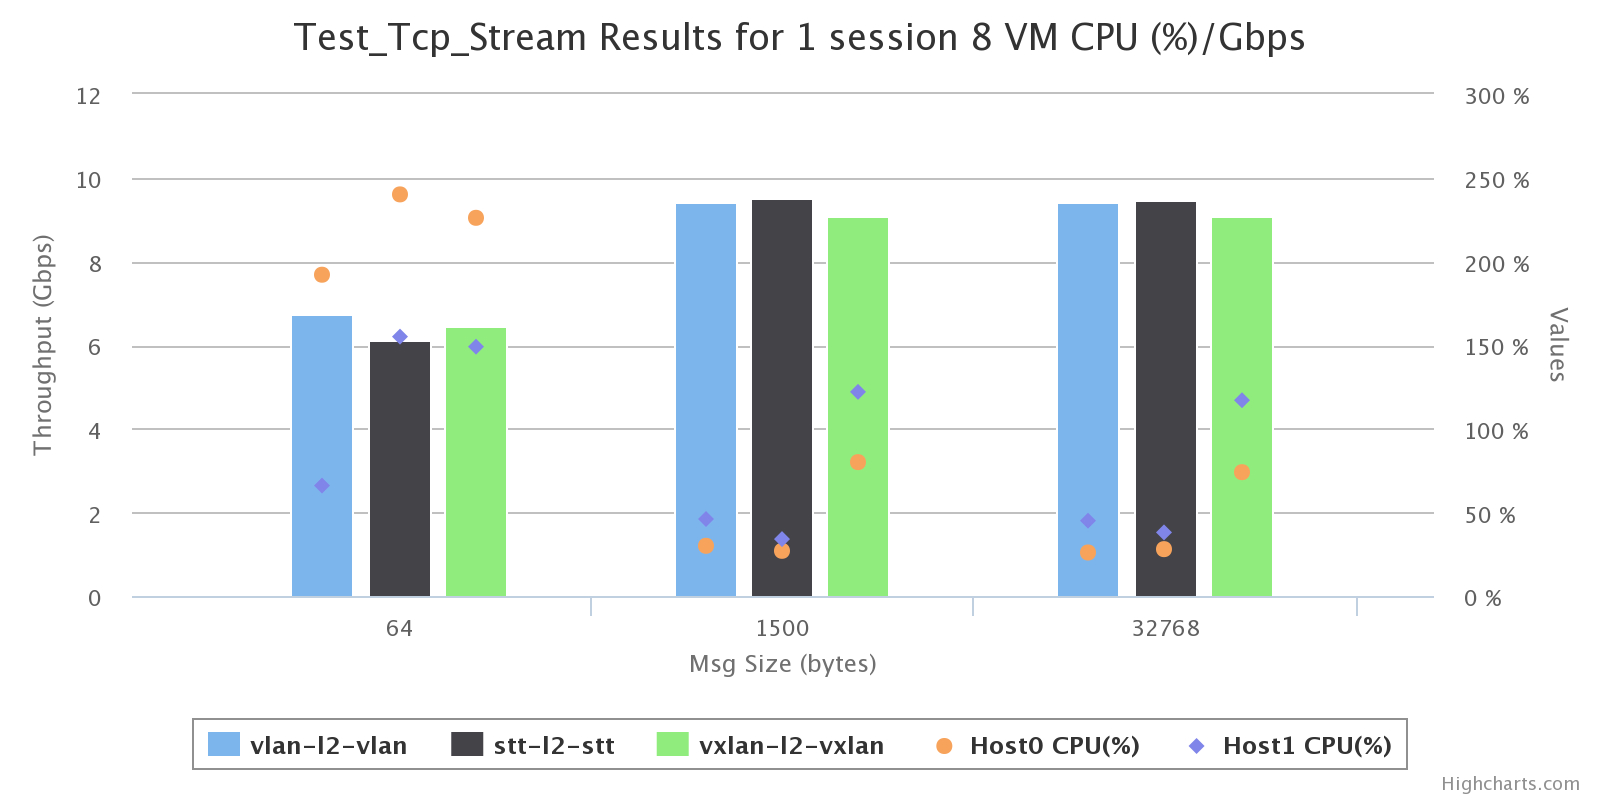 Test_Tcp_Stream Results for 1 session 8 VM CPU (%)/Gbps
12
10
8
6
4
2
0
Throughput (Gbps)
300 %
250 %
200 %
150 %
100 %
50 %
0 %
Values
64
1500
32768
Msg Size (bytes)
vlan-l2-vlan
stt-l2-stt
vxlan-l2-vxlan
Host0 CPU(%)
Host1 CPU(%)
Highcharts.com